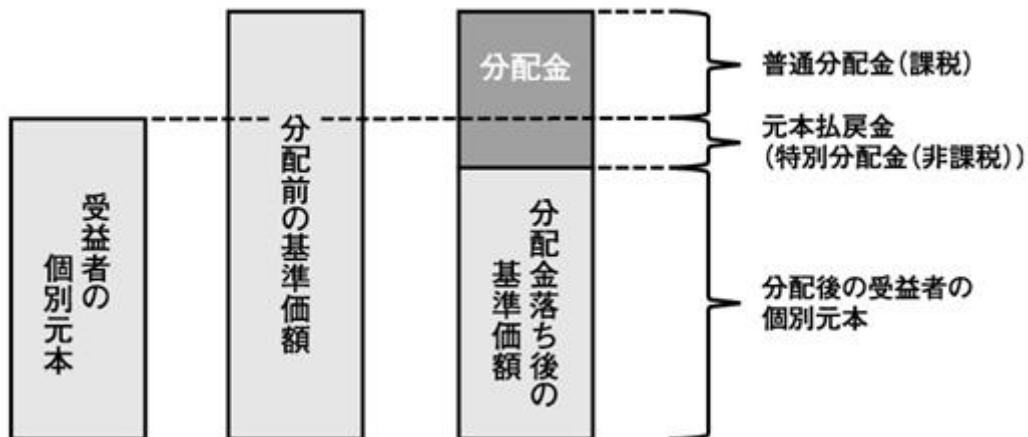 受益者の
個別元本
分配前の基準価額
分配金
分配金落ち後の
基準価額
普通分配金(課税)
元本払戻金
(特別分配金(非課税))
分配後の受益者の
個別元本